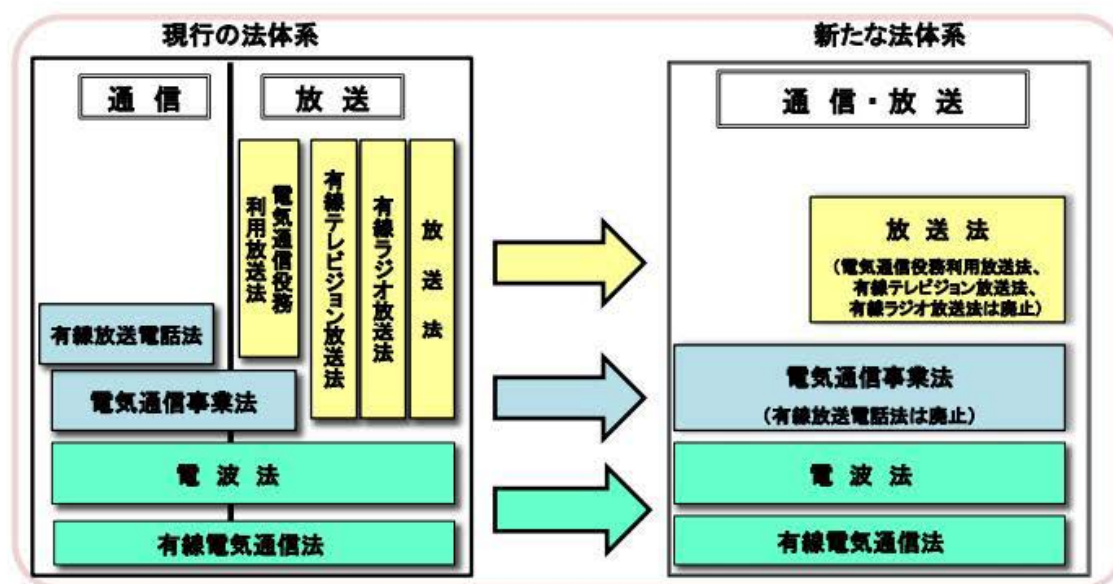 現行の法体系
通信
放送
電気通信役務
利用放送法
有線テレビジョン放送法
有線ラジオ放送法
放送法
有線放送電話法
電気通信事業法
電波法
有線電気通信法
新たな法体系
通信・放送
放送法
（電気通信役務利用放送法、
有線テレビジョン放送法、
有線ラジオ放送法は廃止）
電気通信事業法
（有線放送電話法は廃止）
電波法
有線電気通信法